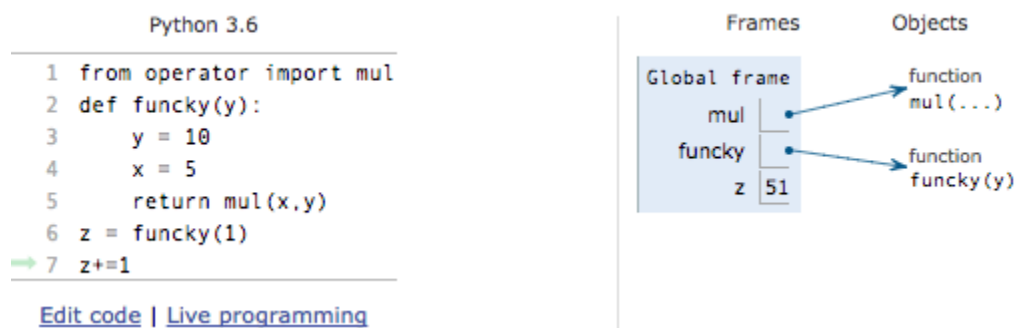 Python 3.6
1 from operator import mul
2 def funcky(y):
3     y = 10
4     x = 5
5     return mul(x,y)
6 z = funcky(1)
7 z+=1
Edit code | Live programming
Frames
Objects
Global frame
mul
funcky
z 51
function
mul(...)
function
funcky(y)